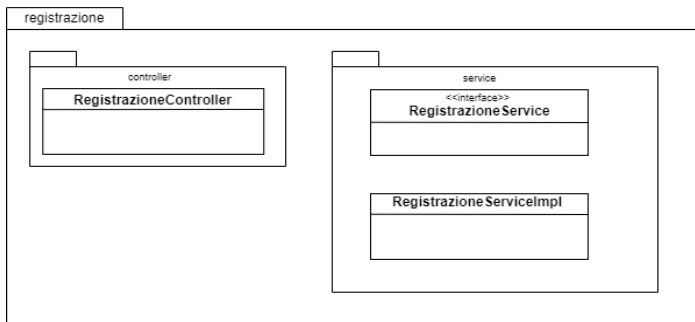 registrazione
controller
RegistrazioneController
service
<<interface>>
RegistrazioneService
RegistrazioneServiceImpl